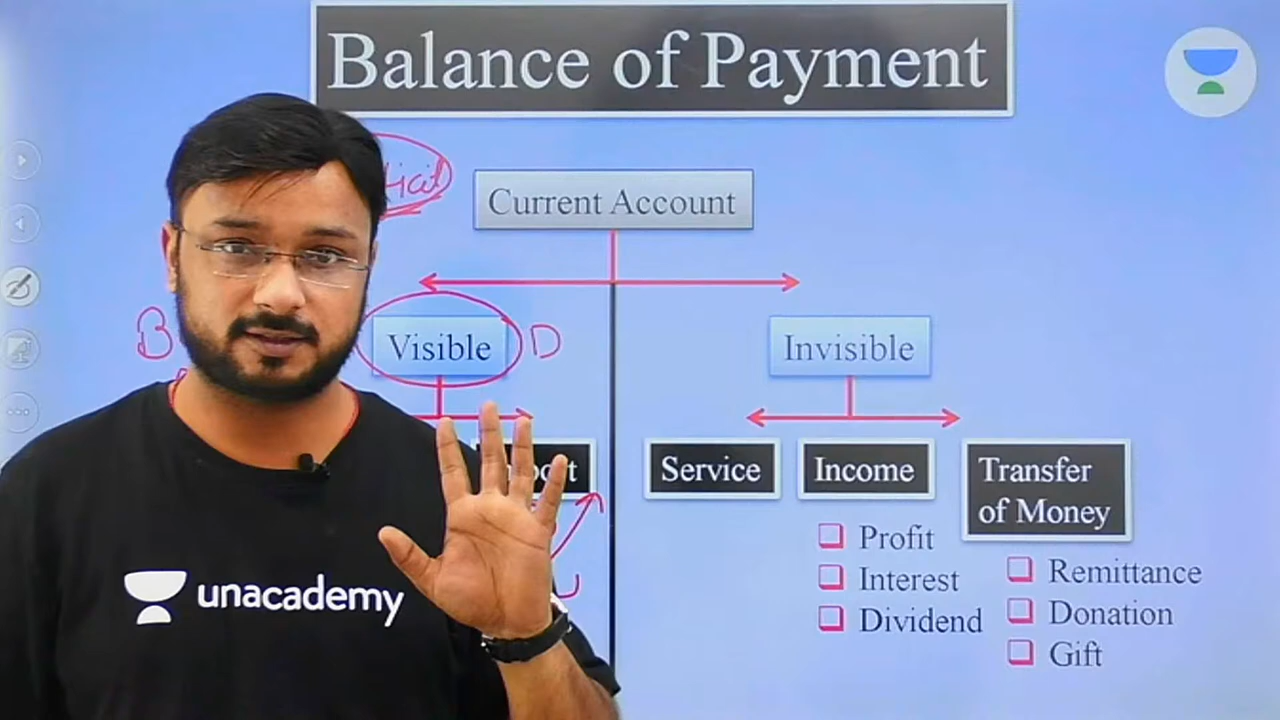 Balance of Payment
Current Account
B
Visible
D
Invisible
Service
Income
Transfer
of Money
Profit
Interest
Dividend
Remittance
Donation
Gift
unacademy